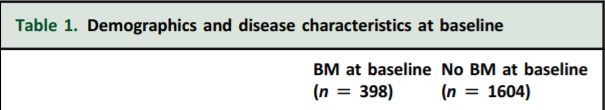 Table 1. Demographics and disease characteristics at baseline
BM at baseline No BM at baseline
(n = 398) (n = 1604)